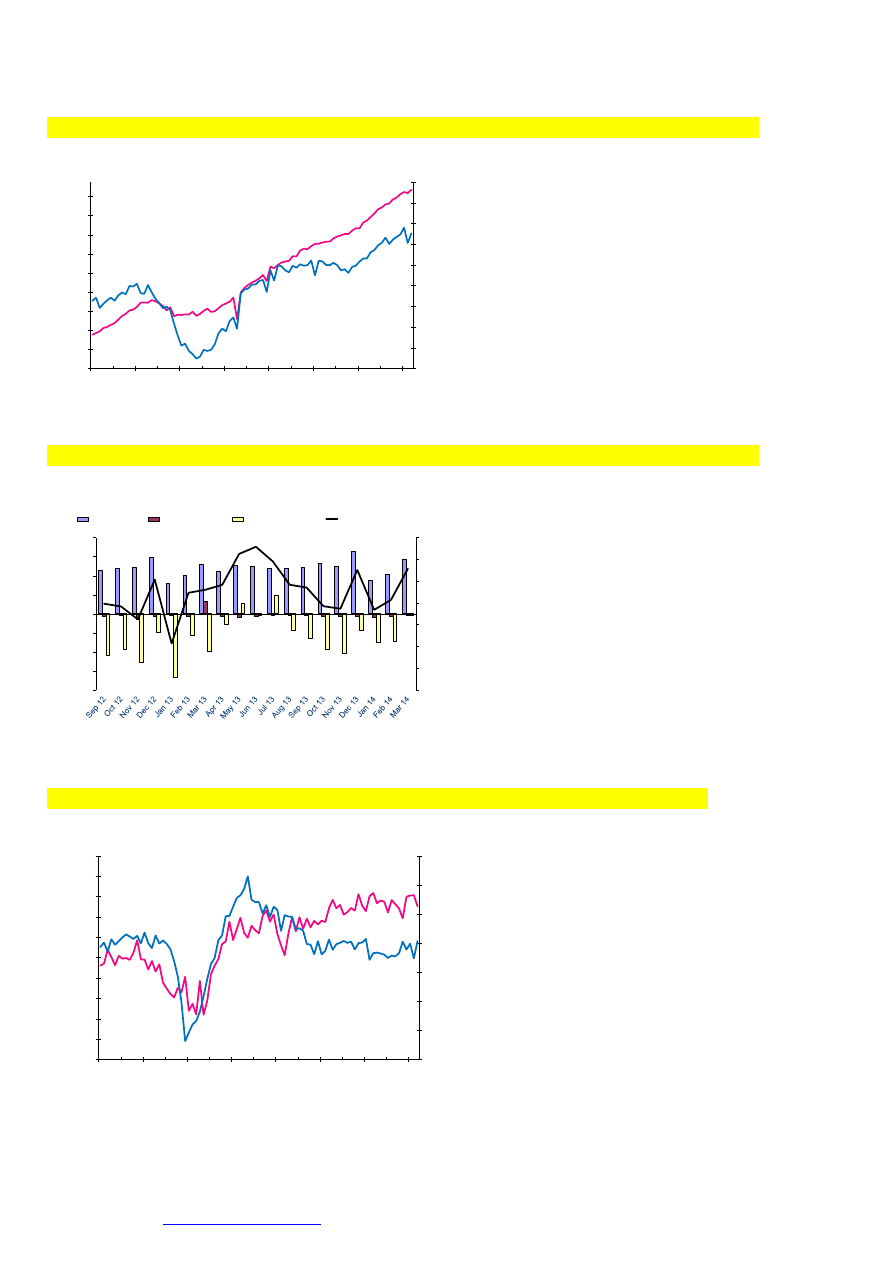 Sep 12
Oct 12
Nov 12
Dec 12
Jan 13
Feb 13
Mar 13
Apr 13
May 13
Jun 13
Jul 13
Aug 13
Sep 13
Oct 13
Nov 13
Dec 13
Jan 14
Feb 14
Mar 14